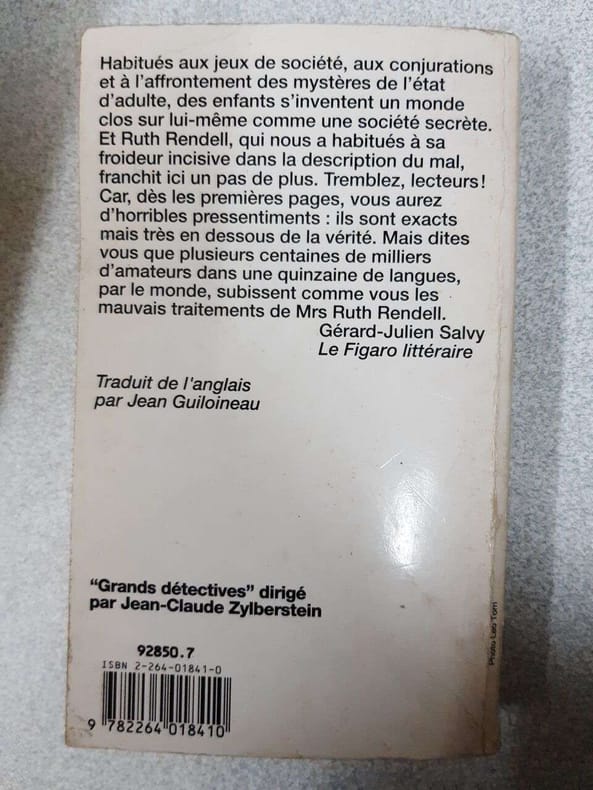 Habitués aux jeux de société, aux conjurations
et à l'affrontement des mystères de l'état
d'adulte, des enfants s'inventent un monde
clos sur lui-même comme une société secrète.
Et Ruth Rendell, qui nous a habitués à sa
froideur incisive dans la description du mal,
franchit ici un pas de plus. Tremblez, lecteurs!
Car, dès les premières pages, vous aurez
d'horribles pressentiments : ils sont exacts
mais très en dessous de la vérité. Mais dites
vous que plusieurs centaines de milliers
d'amateurs dans une quinzaine de langues,
par le monde, subissent comme vous les
mauvais traitements de Mrs Ruth Rendell.
Gérard-Julien Salvy
Le Figaro littéraire
Traduit de l'anglais
par Jean Guiloineau
"Grands détectives" dirigé
par Jean-Claude Zylberstein
92850.7
ISBN 2-264-01841-0
9 782264 018410
Photo